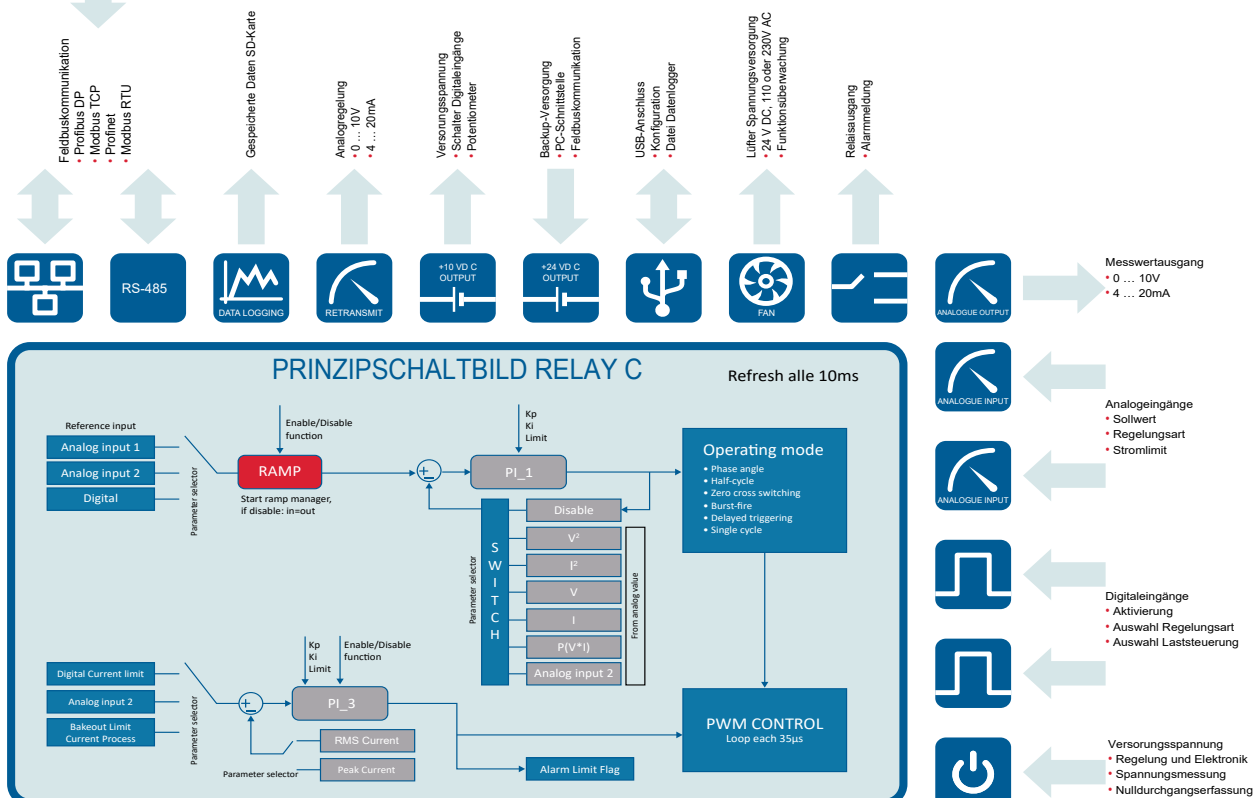 Feldbuskommunikation
• Profibus DP
• Modbus TCP
• Profinet
• Modbus RTU
Gespeicherte Daten SD-Karte
Analogregelung
• 0 … 10V
• 4 … 20mA
Versorungsspannung
• Schalter Digitaleingänge
• Potentiometer
Backup-Versorgung
• PC-Schnittstelle
• Feldbuskommunikation
USB-Anschluss
• Konfiguration
• Datei Datenlogger
Lüfter Spannungsversorgung
• 24 V DC, 110 oder 230V AC
• Funktionsüberwachung
Relaisausgang
• Alarmmeldung
RS-485
DATA LOGGING
RETRANSMIT
+10 VD C
OUTPUT
+24 VD C
OUTPUT
FAN
ANALOGUE OUTPUT
Messwertausgang
• 0 … 10V
• 4 … 20mA
ANALOGUE INPUT
ANALOGUE INPUT
Analogeingänge
• Sollwert
• Regelungsart
• Stromlimit
Digitaleingänge
• Aktivierung
• Auswahl Regelungsart
• Auswahl Laststeuerung
Versorungsspannung
• Regelung und Elektronik
• Spannungsmessung
• Nulldurchgangserfassung
PRINZIPSCHALTBILD RELAY C
Refresh alle 10ms
Reference input
Analog input 1
Analog input 2
Digital
Parameter selector
Enable/Disable
function
RAMP
Start ramp manager,
if disable: in=out
+
–
Kp
Ki
Limit
PI_1
Operating mode
• Phase angle
• Half-cycle
• Zero cross switching
• Burst-fire
• Delayed triggering
• Single cycle
Parameter selector
SWITCH
Disable
V²
I²
V
I
P(V*I)
Analog input 2
From analog value
Digital Current limit
Analog input 2
Bakeout Limit
Current Process
Parameter selector
+
–
Kp
Ki
Limit
Enable/Disable
function
PI_3
RMS Current
Peak Current
Parameter selector
Alarm Limit Flag
PWM CONTROL
Loop each 35µs